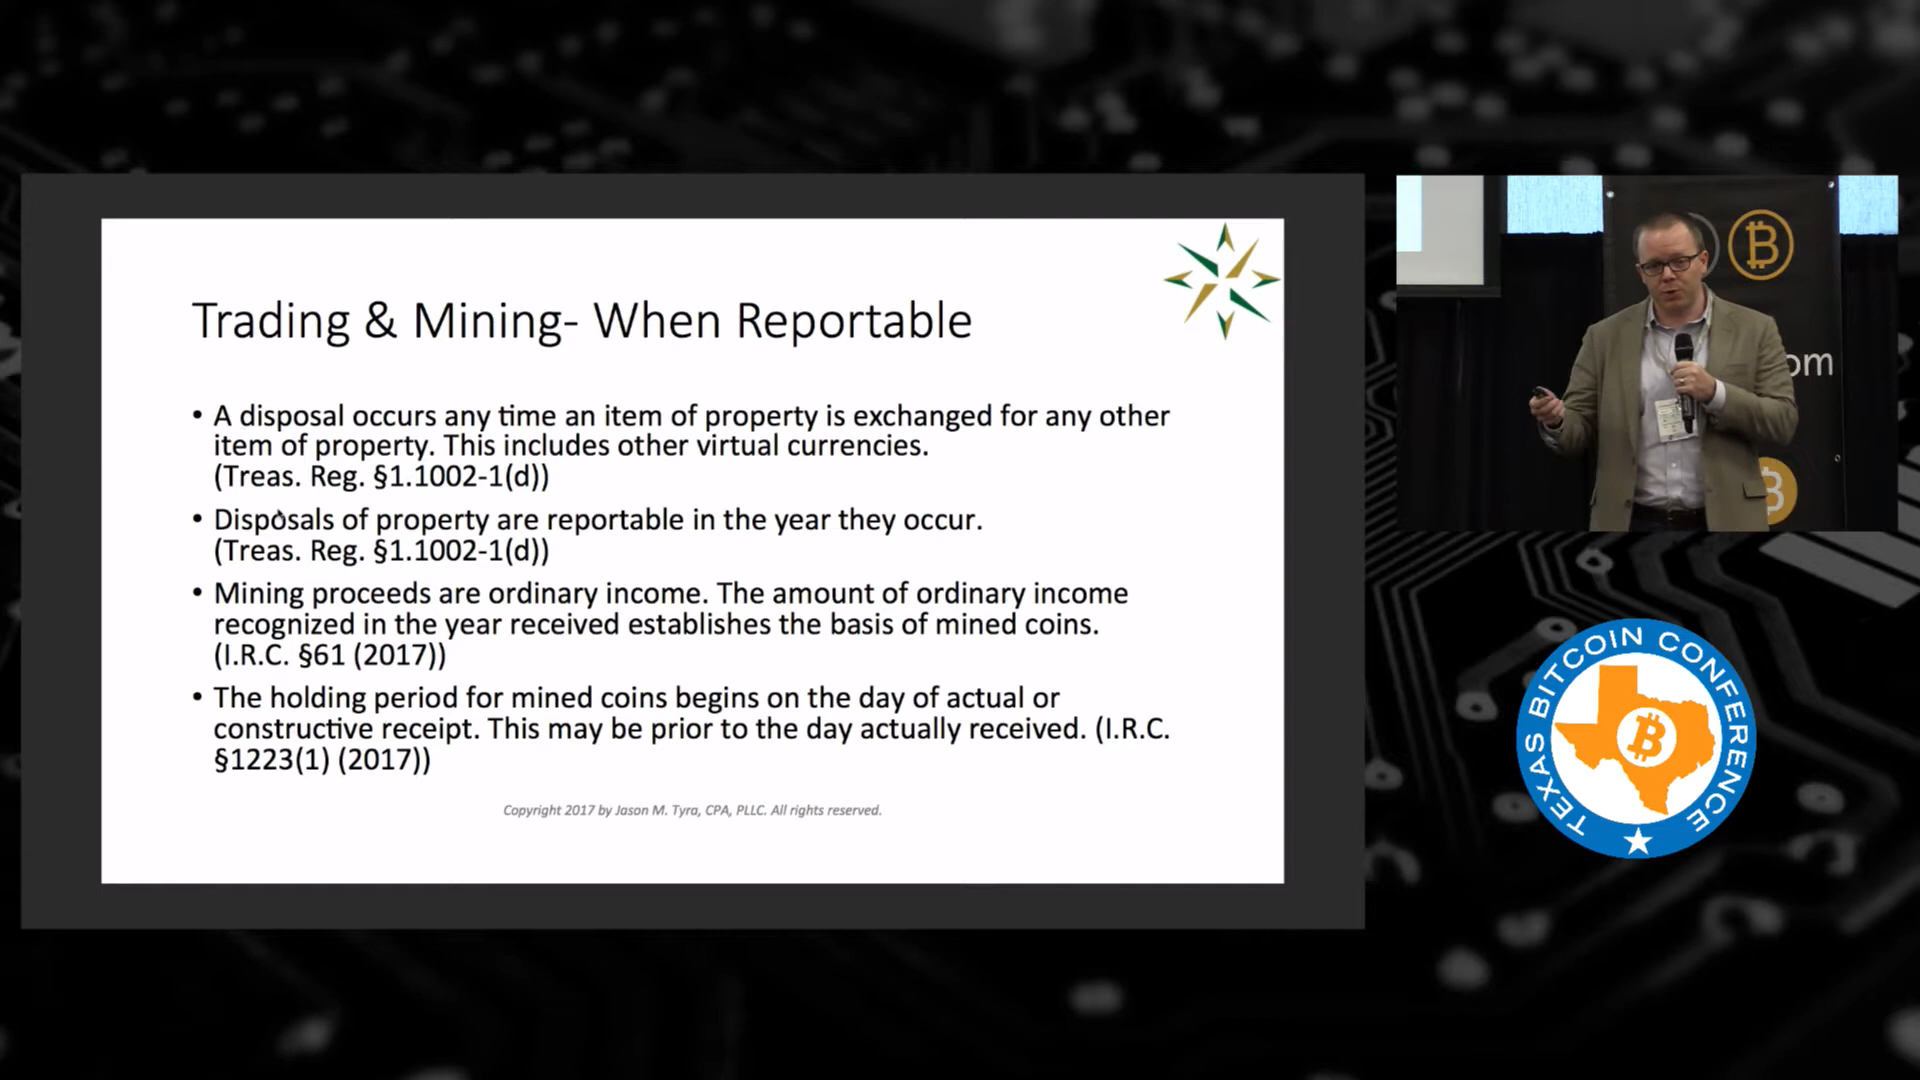 Trading & Mining- When Reportable
• A disposal occurs any time an item of property is exchanged for any other
item of property. This includes other virtual currencies.
(Treas. Reg. §1.1002-1(d))
• Disposals of property are reportable in the year they occur.
(Treas. Reg. §1.1002-1(d))
• Mining proceeds are ordinary income. The amount of ordinary income
recognized in the year received establishes the basis of mined coins.
(I.R.C. §61 (2017))
• The holding period for mined coins begins on the day of actual or
constructive receipt. This may be prior to the day actually received. (I.R.C.
§1223(1) (2017))
Copyright 2017 by Jason M. Tyra, CPA, PLLC. All rights reserved.
om
TEXAS BITCOIN CONFERENCE